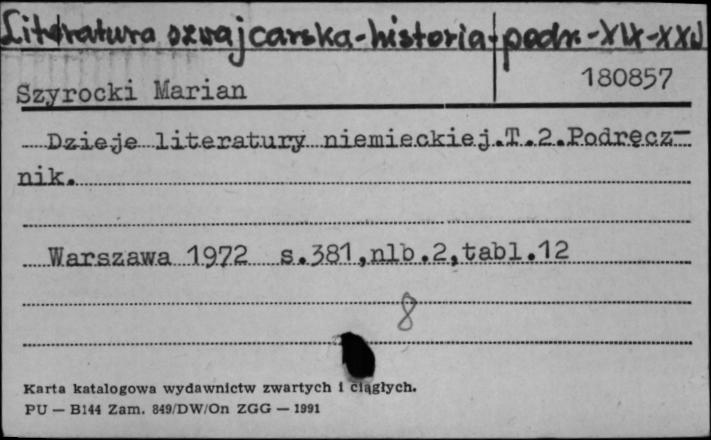 Literatura szwajcarska-historia-podr.-XIX-XXw
180857
Szyrocki Marian
Dzieje literatury niemieckiej.T.2.Podręcz-
nik.
Warszawa 1972 s.381,nlb.2,tabl.12
8
Karta katalogowa wydawnictw zwartych i ciągłych.
PU — B144 Zam. 849/DW/On ZGG — 1991